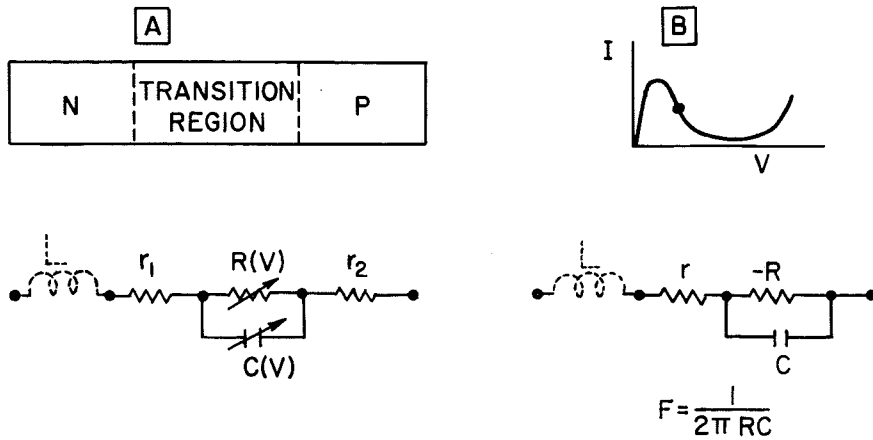 A
N
TRANSITION
REGION
P
L
r₁
R(V)
r₂
C(V)
B
I
V
L
r
-R
C
F = 1/(2π RC)